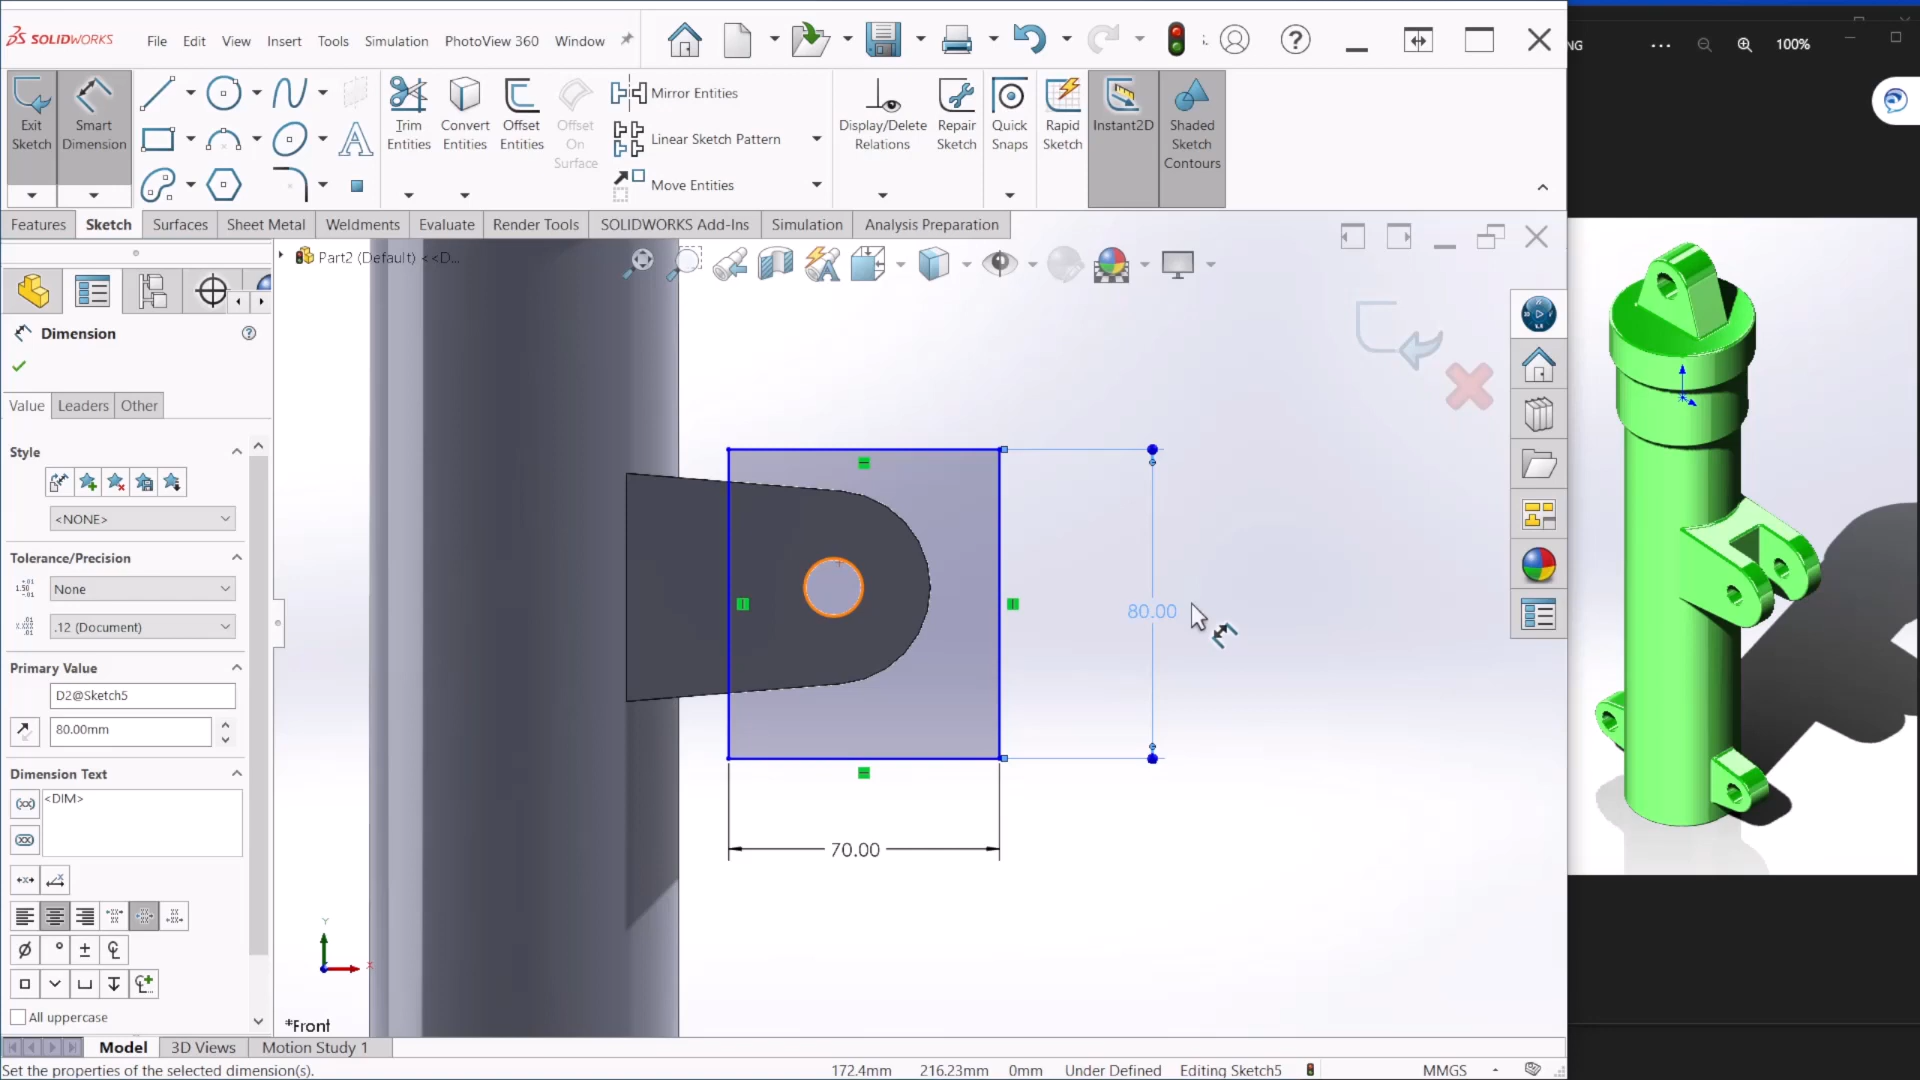 SOLIDWORKS
File Edit View Insert Tools Simulation PhotoView 360 Window
NG
100%
Exit Sketch
Smart Dimension
Trim Entities
Convert Entities
Offset Entities
Offset On Surface
Mirror Entities
Linear Sketch Pattern
Move Entities
Display/Delete Relations
Repair Sketch
Quick Snaps
Rapid Sketch
Instant2D
Shaded Sketch Contours
Features Sketch Surfaces Sheet Metal Weldments Evaluate Render Tools SOLIDWORKS Add-Ins Simulation Analysis Preparation
Part2 (Default) <<D...
Dimension
Value Leaders Other
Style
<NONE>
Tolerance/Precision
None
.12 (Document)
Primary Value
D2@Sketch5
80.00mm
Dimension Text
<DIM>
All uppercase
80.00
70.00
Y
X
*Front
Model 3D Views Motion Study 1
Set the properties of the selected dimension(s).
172.4mm 216.23mm 0mm Under Defined Editing Sketch5 MMGS